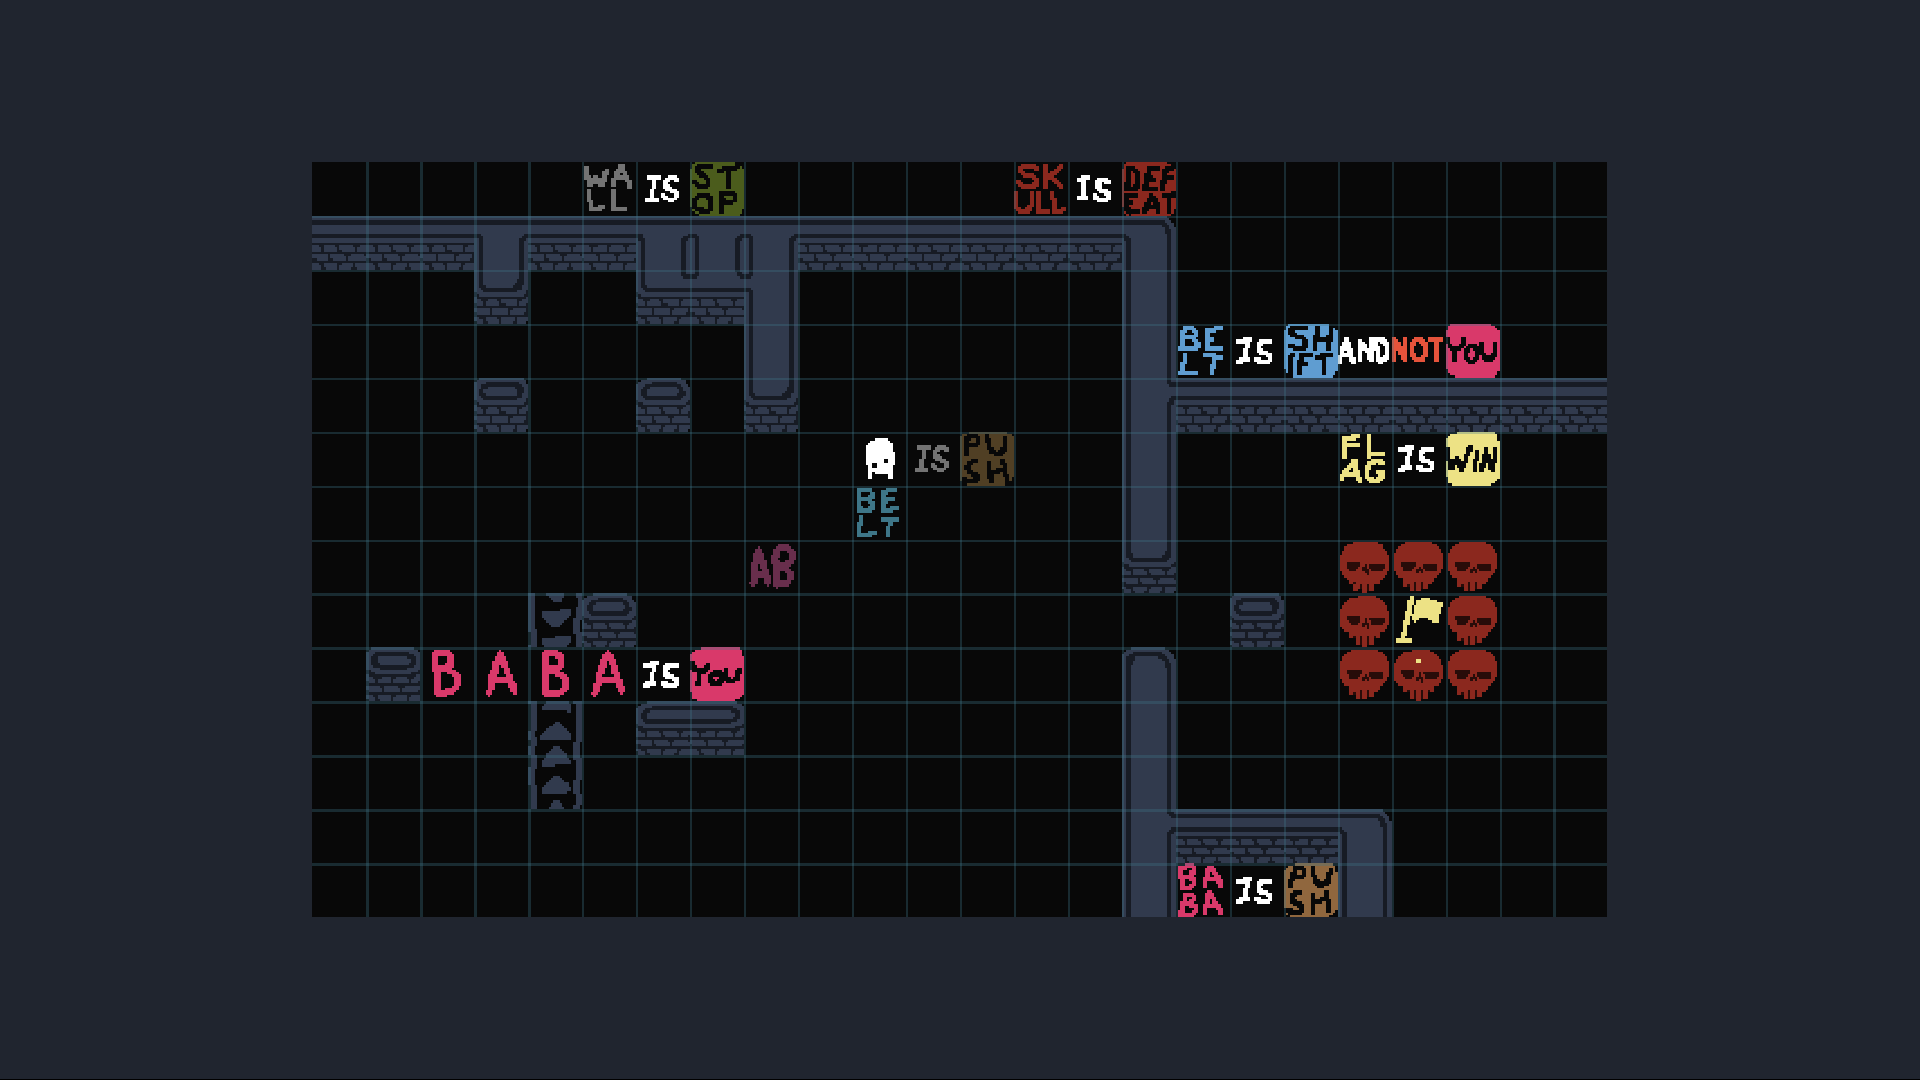 WALL IS STOP
SKULL IS DEFEAT
BELT IS SHIFT AND NOT YOU
IS PUSH
FLAG IS WIN
BELT
AB
B A B A IS YOU
BABA IS PUSH